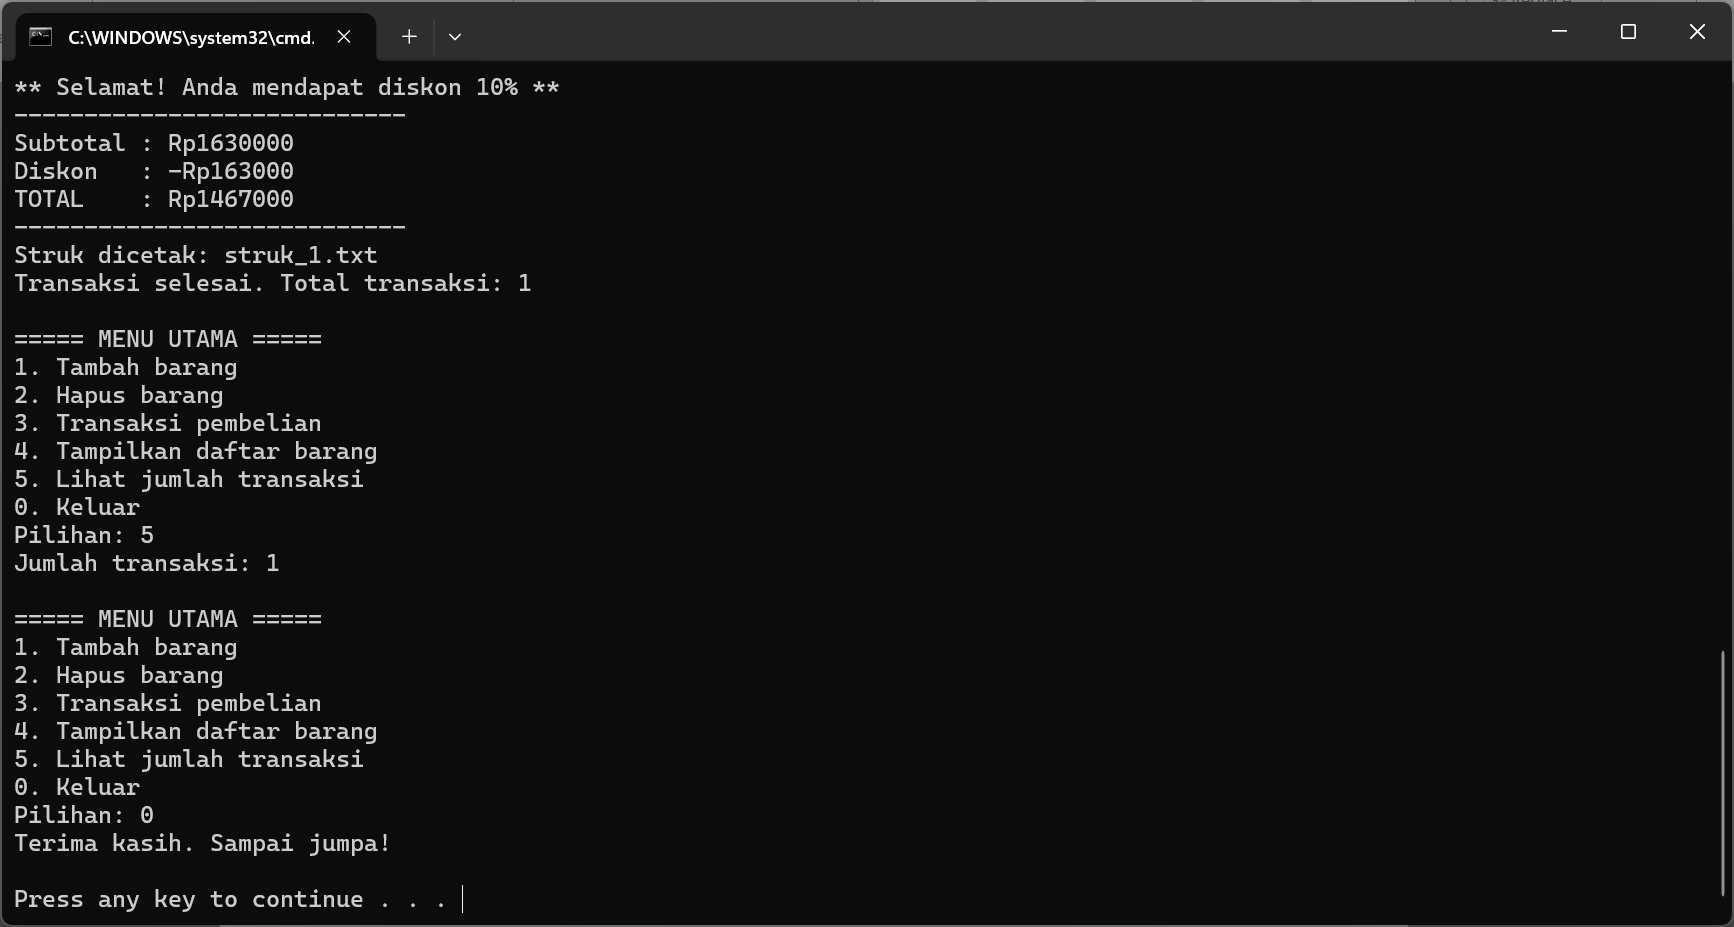 C:\WINDOWS\system32\cmd.
** Selamat! Anda mendapat diskon 10% **
----------------------------
Subtotal : Rp1630000
Diskon   : -Rp163000
TOTAL    : Rp1467000
----------------------------
Struk dicetak: struk_1.txt
Transaksi selesai. Total transaksi: 1

===== MENU UTAMA =====
1. Tambah barang
2. Hapus barang
3. Transaksi pembelian
4. Tampilkan daftar barang
5. Lihat jumlah transaksi
0. Keluar
Pilihan: 5
Jumlah transaksi: 1

===== MENU UTAMA =====
1. Tambah barang
2. Hapus barang
3. Transaksi pembelian
4. Tampilkan daftar barang
5. Lihat jumlah transaksi
0. Keluar
Pilihan: 0
Terima kasih. Sampai jumpa!

Press any key to continue . . .